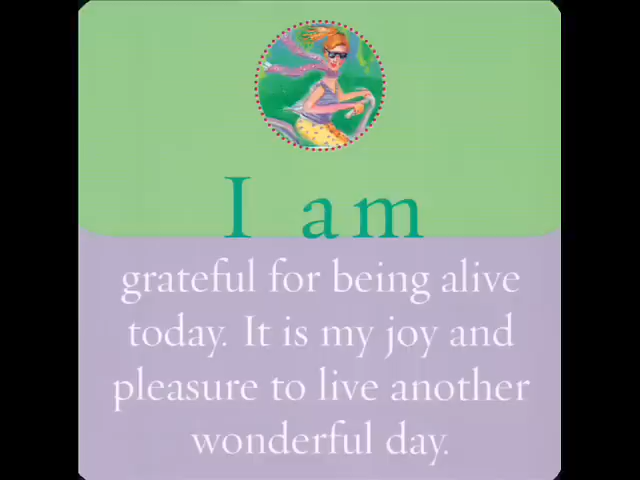 I am
grateful for being alive
today. It is my joy and
pleasure to live another
wonderful day.